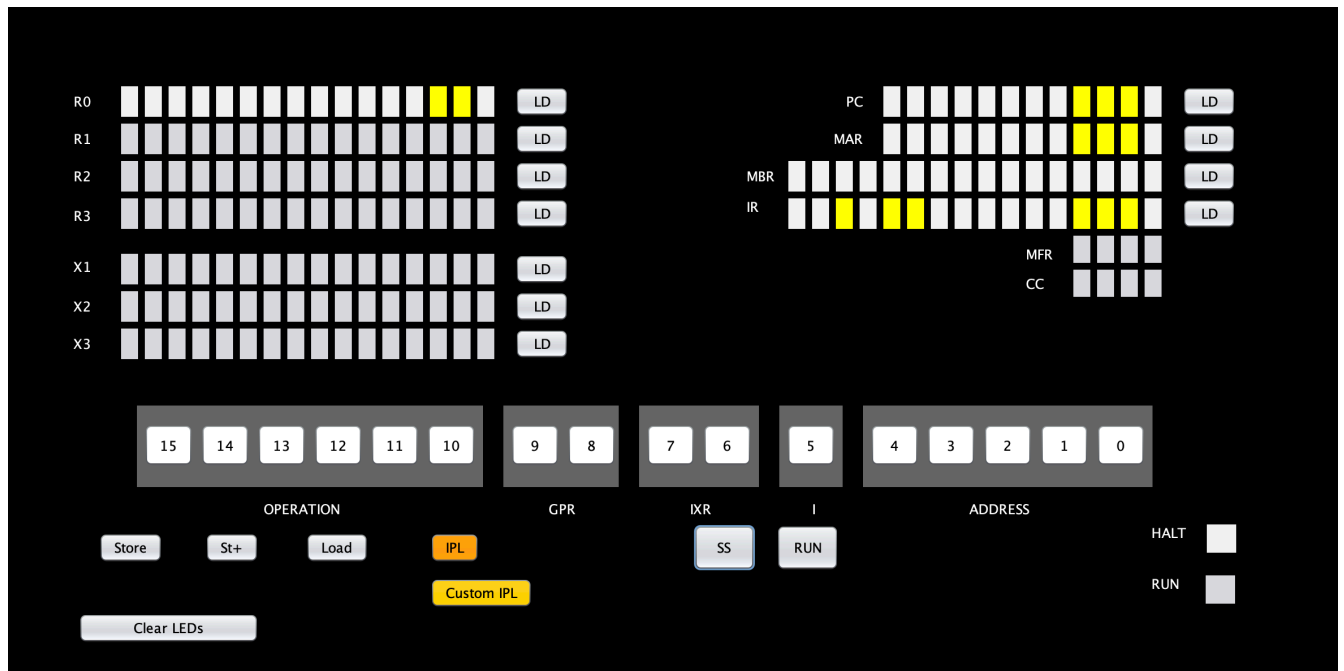 R0 LD PC LD
R1 LD MAR LD
R2 LD MBR LD
R3 LD IR LD
MFR
X1 LD CC
X2 LD
X3 LD
15 14 13 12 11 10 9 8 7 6 5 4 3 2 1 0
OPERATION GPR IXR I ADDRESS
Store St+ Load IPL SS RUN HALT
Custom IPL RUN
Clear LEDs